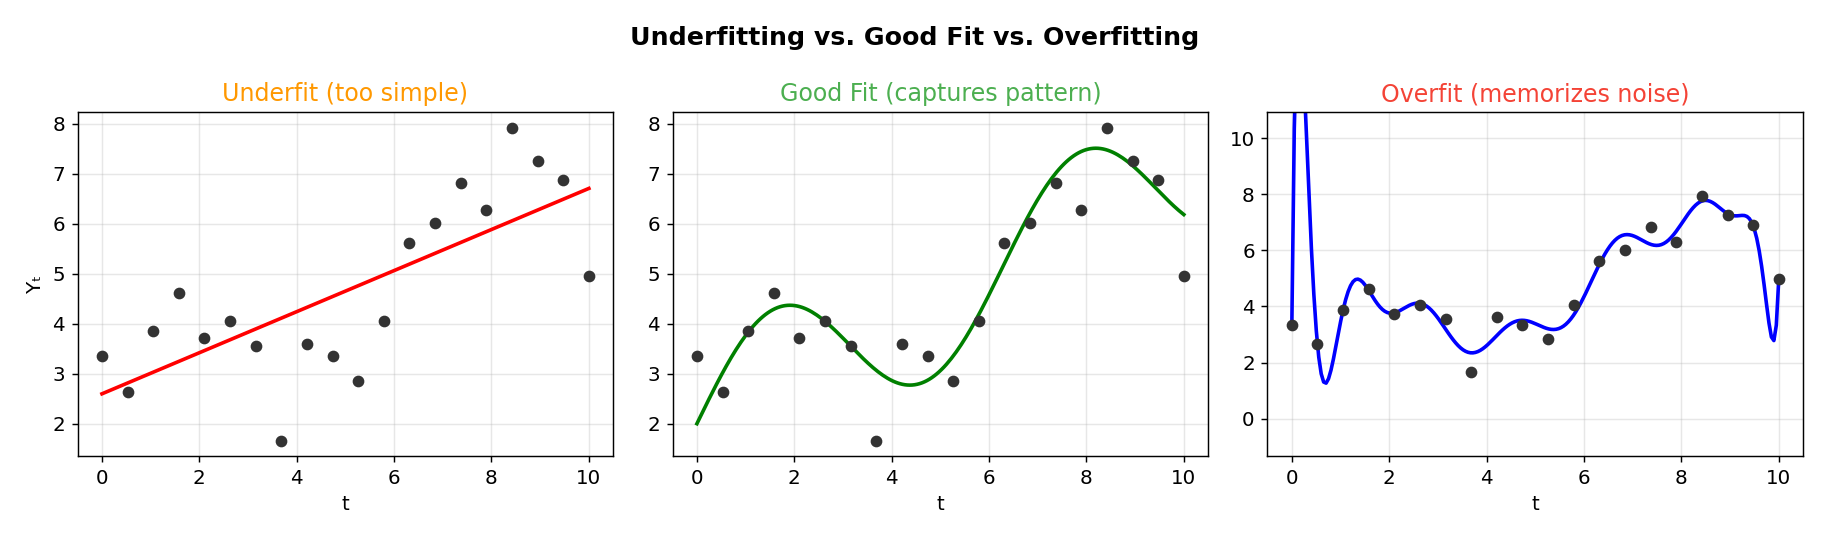 Underfitting vs. Good Fit vs. Overfitting
Underfit (too simple)
8
7
6
5
4
3
2
Yₜ
0 2 4 6 8 10
t
Good Fit (captures pattern)
8
7
6
5
4
3
2
0 2 4 6 8 10
t
Overfit (memorizes noise)
10
8
6
4
2
0
0 2 4 6 8 10
t